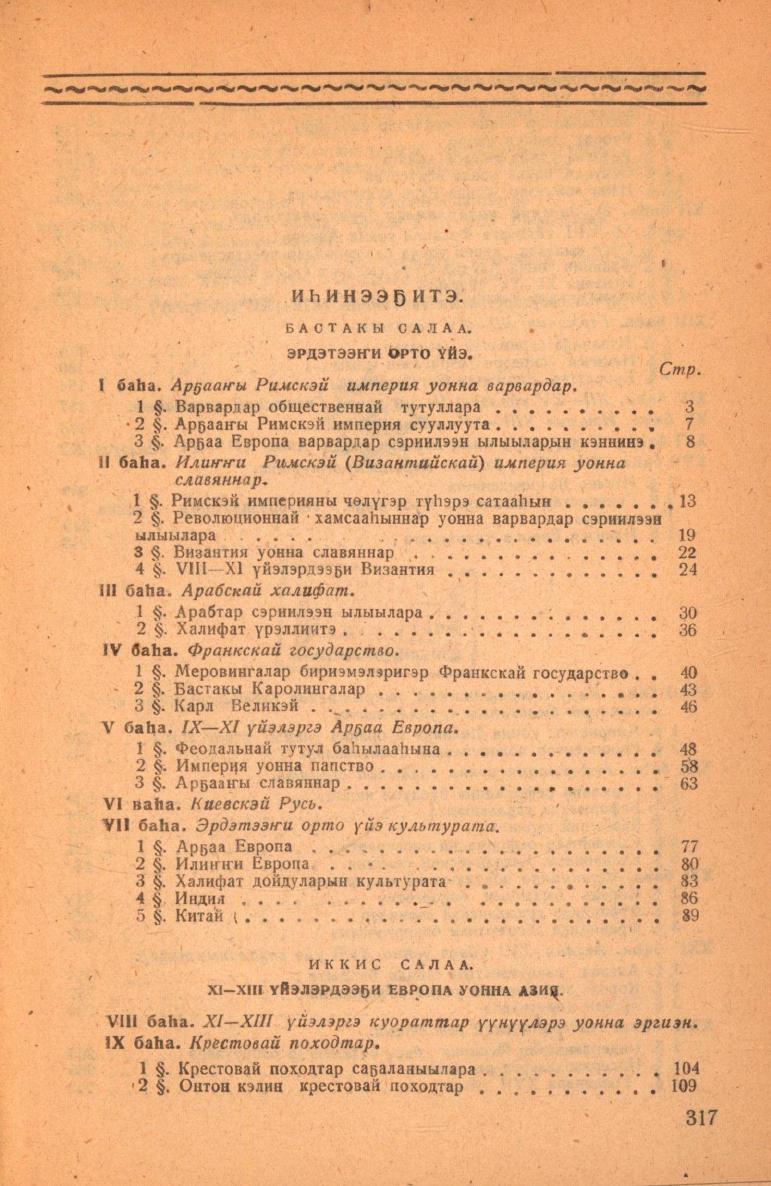 ИҺИНЭЭҔИТЭ.
БАСТАКЫ САЛАА.
ЭРДЭТЭЭҤИ ОРТО ҮЙЭ.
Стр.
I баһа. Арҕааҥы Римскэй империя уонна варвардар.
1 §. Варвардар общественнай тутуллара . . . . . . . . . . 3
2 §. Арҕааҥы Римскэй империя сууллуута . . . . . . . . . . 7
3 §. Арҕаа Европа варвардар сэриилээн ылыыларын кэннинэ . 8
II баһа. Илиҥҥи Римскэй (Византийскай) империя уонна
славяннар.
1 §. Римскэй империяны чөлүгэр түһэрэ сатааһын . . . . . . . 13
2 §. Революционнай хамсааһыннар уонна варвардар сэриилээн
ылыылара . . . . . . . . . . . . . . . . . . . . . . . 19
3 §. Византия уонна славяннар . . . . . . . . . . . . . . 22
4 §. VIII—XI үйэлэрдээҕи Византия . . . . . . . . . . . . 24
III баһа. Арабскай халифат.
1 §. Арабтар сэриилээн ылыылара . . . . . . . . . . . . . 30
2 §. Халифат үрэллиитэ . . . . . . . . . . . . . . . . . . 36
IV баһа. Франкскай государство.
1 §. Меровингалар бириэмэлэригэр Франкскай государство . . 40
2 §. Бастакы Каролингалар . . . . . . . . . . . . . . . . 43
3 §. Карл Великэй . . . . . . . . . . . . . . . . . . . . 46
V баһа. IX—XI үйэлэргэ Арҕаа Европа.
1 §. Феодальнай тутул баһылааһына . . . . . . . . . . . . 48
2 §. Империя уонна папство . . . . . . . . . . . . . . . . 58
3 §. Арҕааҥы славяннар . . . . . . . . . . . . . . . . . . 63
VI ваһа. Киевскэй Русь.
VII баһа. Эрдэтээҥи орто үйэ культурата.
1 §. Арҕаа Европа . . . . . . . . . . . . . . . . . . . . 77
2 §. Илиҥҥи Европа . . . . . . . . . . . . . . . . . . . . 80
3 §. Халифат дойдуларын культурата . . . . . . . . . . . . 83
4 §. Индия . . . . . . . . . . . . . . . . . . . . . . . . 86
5 §. Китай . . . . . . . . . . . . . . . . . . . . . . . . 89
ИККИС САЛАА.
XI—XIII ҮЙЭЛЭРДЭЭҔИ ЕВРОПА УОННА АЗИЯ.
VIII баһа. XI—XIII үйэлэргэ куораттар үүнүүлэрэ уонна эргиэн.
IX баһа. Крестовай походтар.
1 §. Крестовай походтар саҕаланыылара . . . . . . . . . . . 104
2 §. Онтон кэлин крестовай походтар . . . . . . . . . . . . 109
317